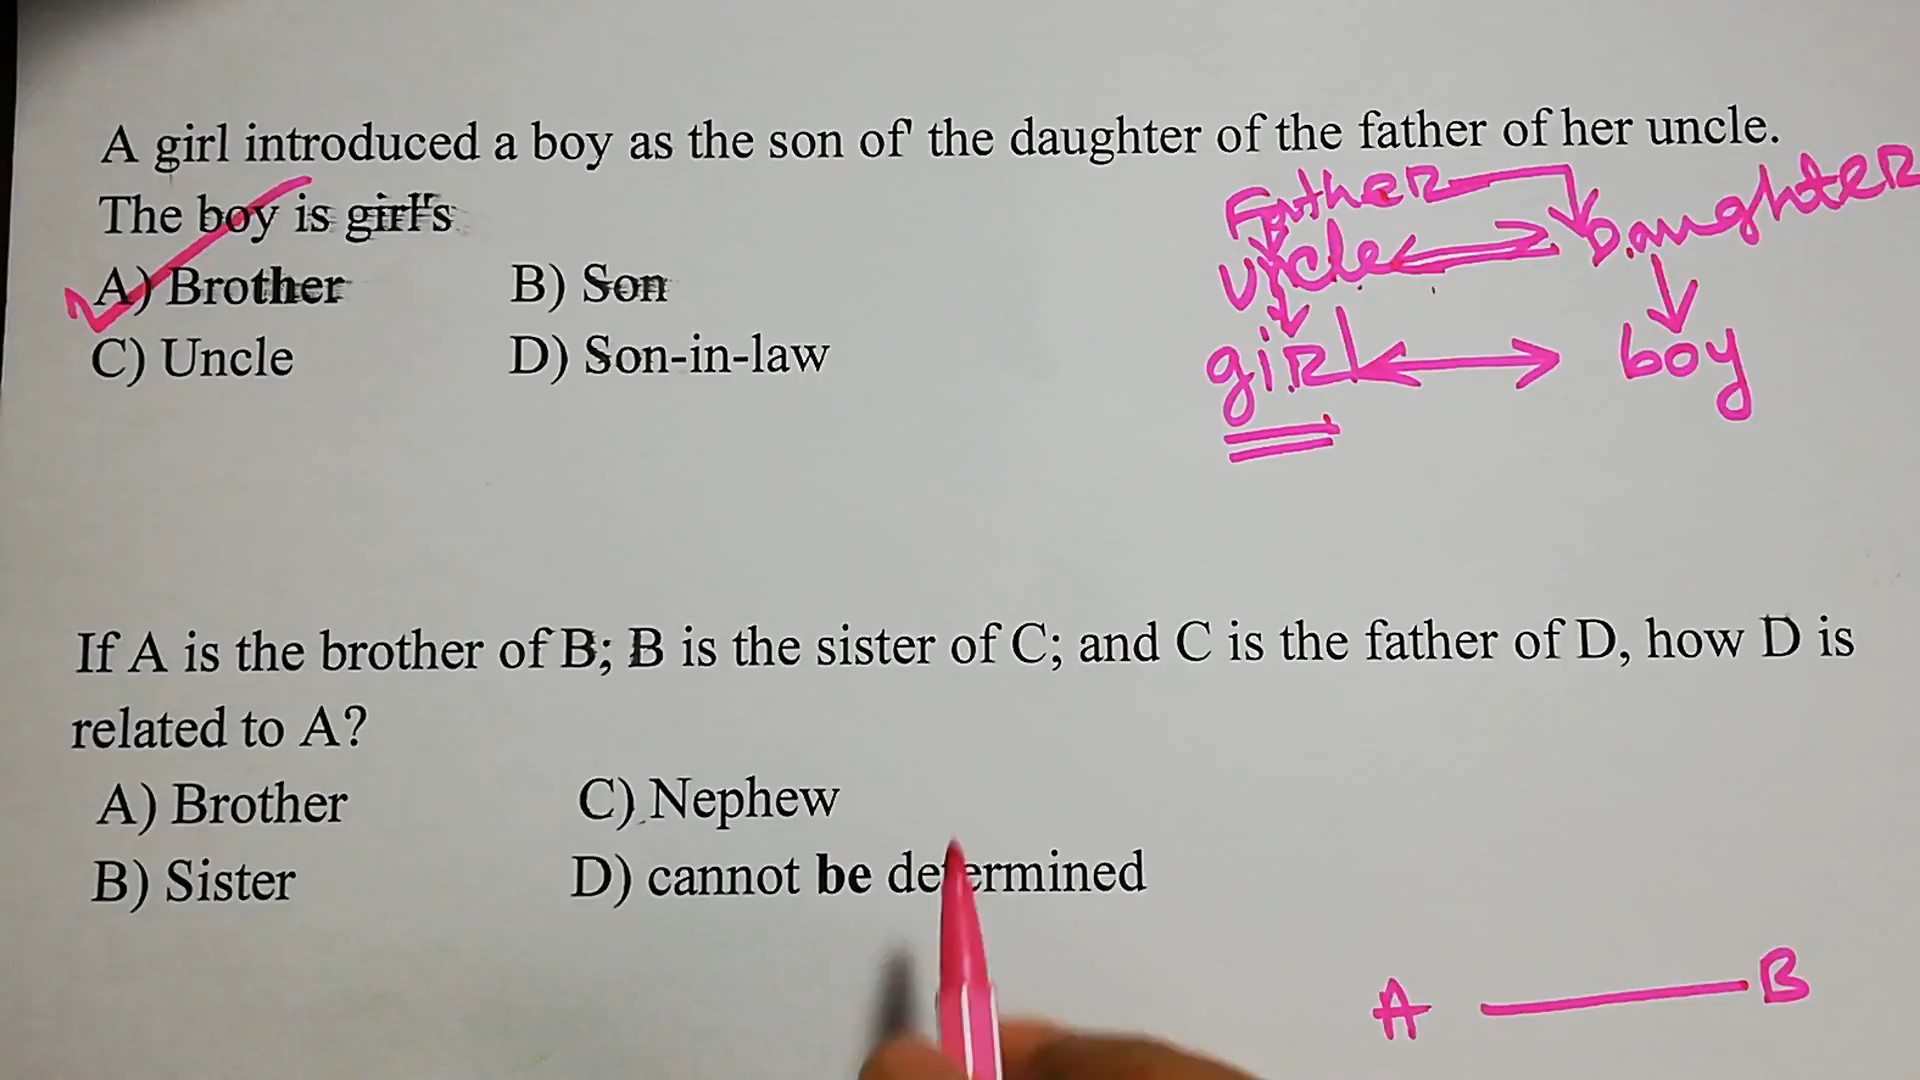 A girl introduced a boy as the son of the daughter of the father of her uncle.
The boy is girl's
A) Brother B) Son
C) Uncle D) Son-in-law
Father
Uncle Daughter
girl boy
If A is the brother of B; B is the sister of C; and C is the father of D, how D is
related to A?
A) Brother C) Nephew
B) Sister D) cannot be determined
A B